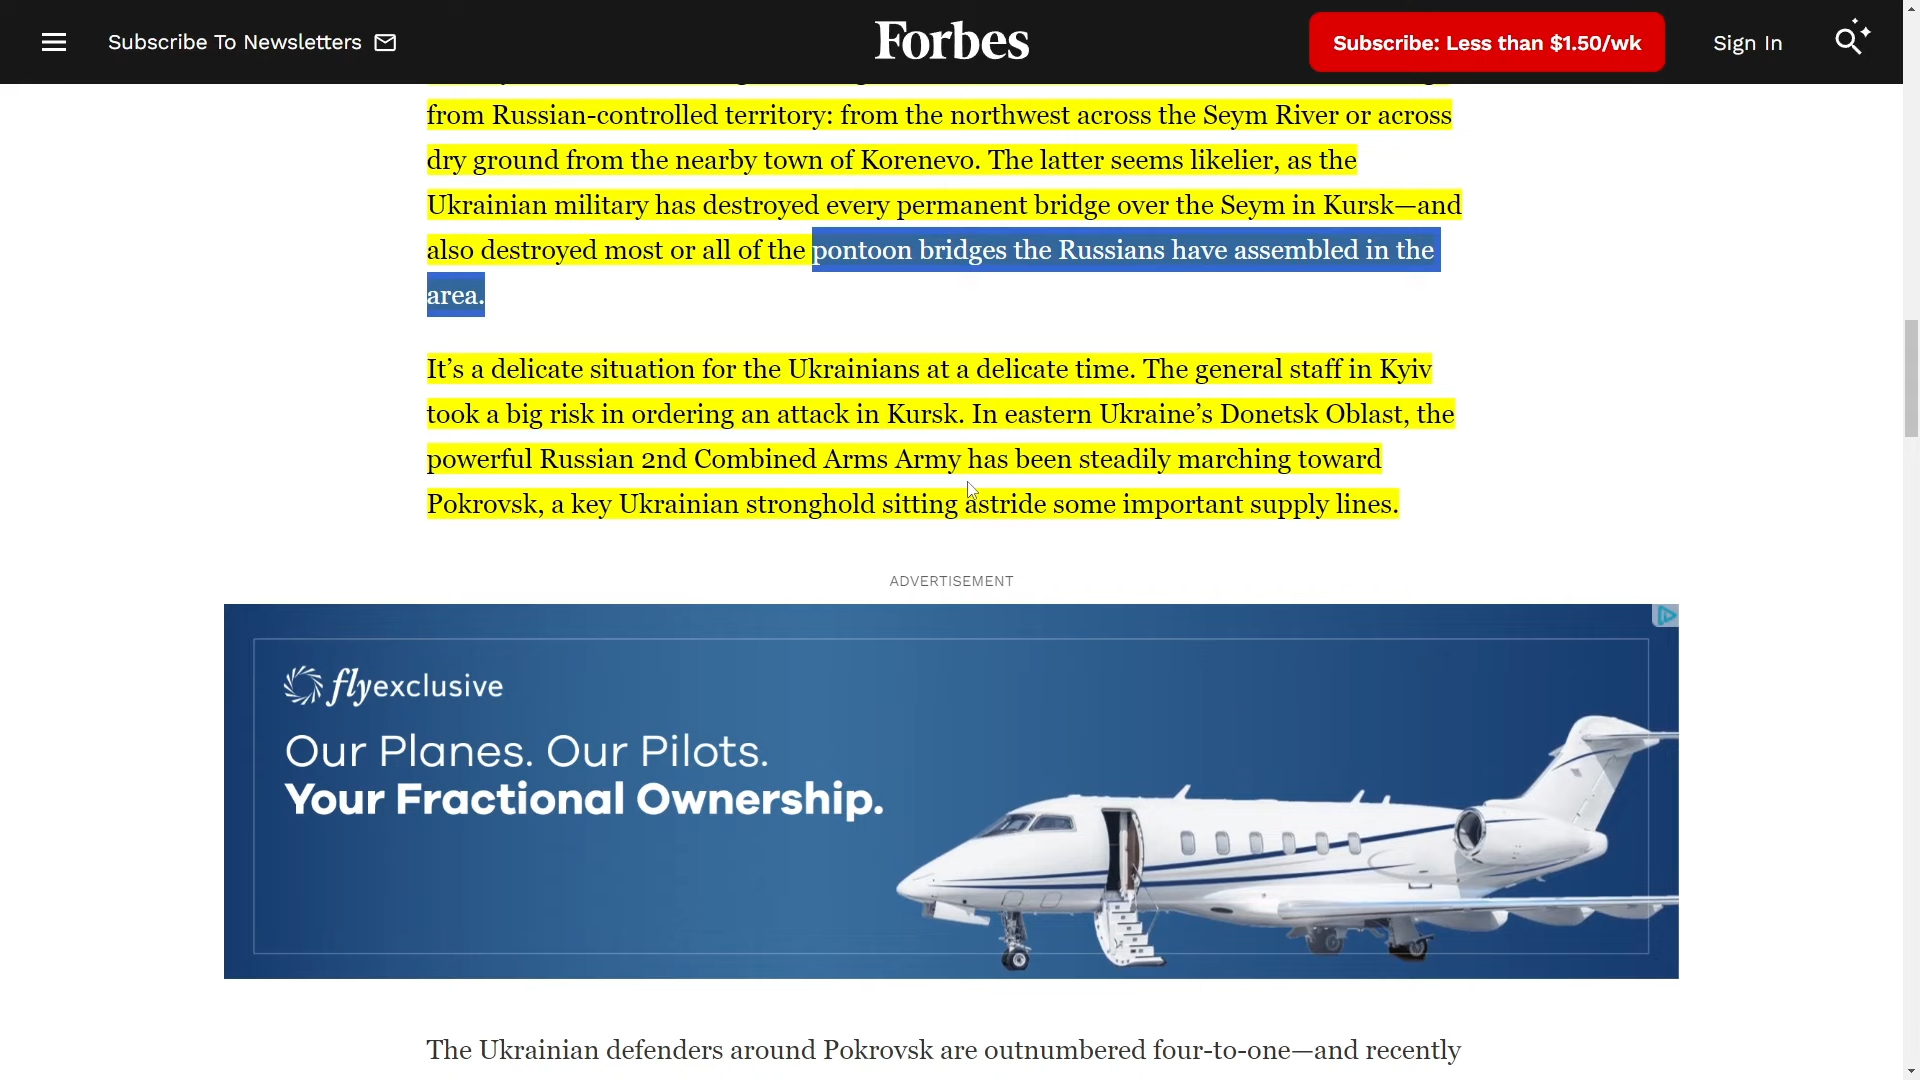 Subscribe To Newsletters
Forbes
Subscribe: Less than $1.50/wk
Sign In
from Russian-controlled territory: from the northwest across the Seym River or across
dry ground from the nearby town of Korenevo. The latter seems likelier, as the
Ukrainian military has destroyed every permanent bridge over the Seym in Kursk—and
also destroyed most or all of the pontoon bridges the Russians have assembled in the
area.
It’s a delicate situation for the Ukrainians at a delicate time. The general staff in Kyiv
took a big risk in ordering an attack in Kursk. In eastern Ukraine’s Donetsk Oblast, the
powerful Russian 2nd Combined Arms Army has been steadily marching toward
Pokrovsk, a key Ukrainian stronghold sitting astride some important supply lines.
ADVERTISEMENT
flyexclusive
Our Planes. Our Pilots.
Your Fractional Ownership.
The Ukrainian defenders around Pokrovsk are outnumbered four-to-one—and recently